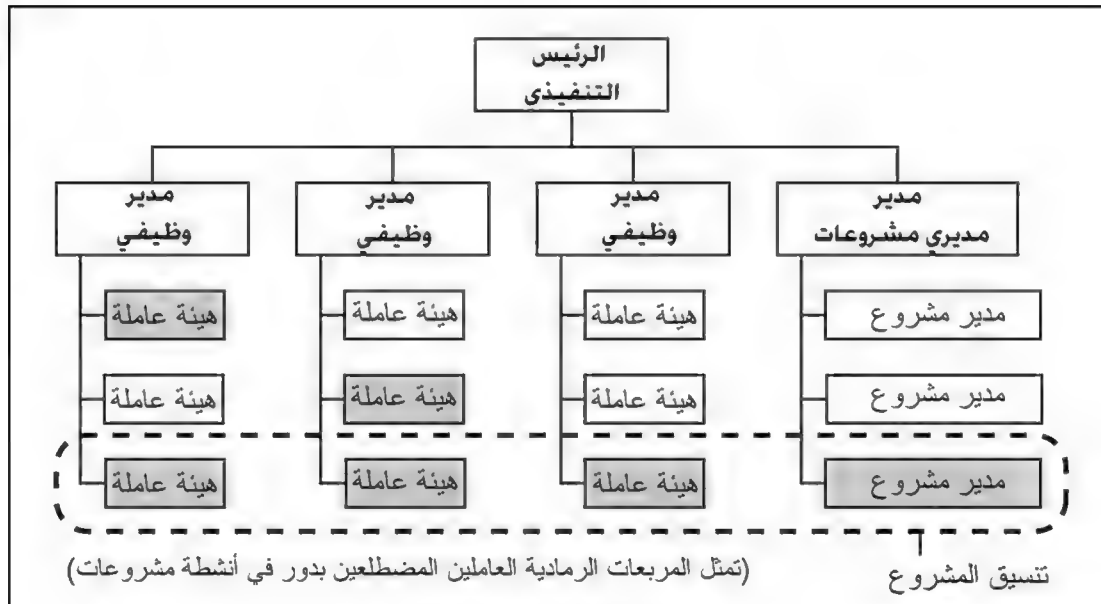 الرئيس
التنفيذي
مدير
وظيفي
مدير
وظيفي
مدير
وظيفي
مدير
مديري مشروعات
هيئة عاملة
هيئة عاملة
هيئة عاملة
مدير مشروع
هيئة عاملة
هيئة عاملة
هيئة عاملة
مدير مشروع
هيئة عاملة
هيئة عاملة
هيئة عاملة
مدير مشروع
تنسيق المشروع
(تمثل المربعات الرمادية العاملين المضطلعين بدور في أنشطة مشروعات)